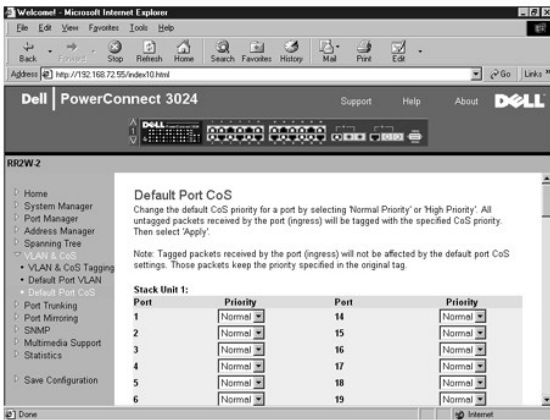 Welcome! - Microsoft Internet Explorer
File Edit View Favorites Tools Help
Back Forward Stop Refresh Home Search Favorites History Mail Print Edit
Address http://192.168.72.55/index10.html Go Links »
Dell | PowerConnect 3024 Support Help About DELL
DELL
RR2W-2
Home
System Manager
Port Manager
Address Manager
Spanning Tree
VLAN & CoS
• VLAN & CoS Tagging
• Default Port VLAN
• Default Port CoS
Port Trunking
Port Mirroring
SNMP
Multimedia Support
Statistics
Save Configuration
Default Port CoS
Change the default CoS priority for a port by selecting 'Normal Priority' or 'High Priority'. All
untagged packets received by the port (ingress) will be tagged with the specified CoS priority.
Then select 'Apply'.
Note: Tagged packets received by the port (ingress) will not be affected by the default port CoS
settings. Those packets keep the priority specified in the original tag.
Stack Unit 1:
Port Priority Port Priority
1 Normal 14 Normal
2 Normal 15 Normal
3 Normal 16 Normal
4 Normal 17 Normal
5 Normal 18 Normal
6 Normal 19 Normal
Done Internet